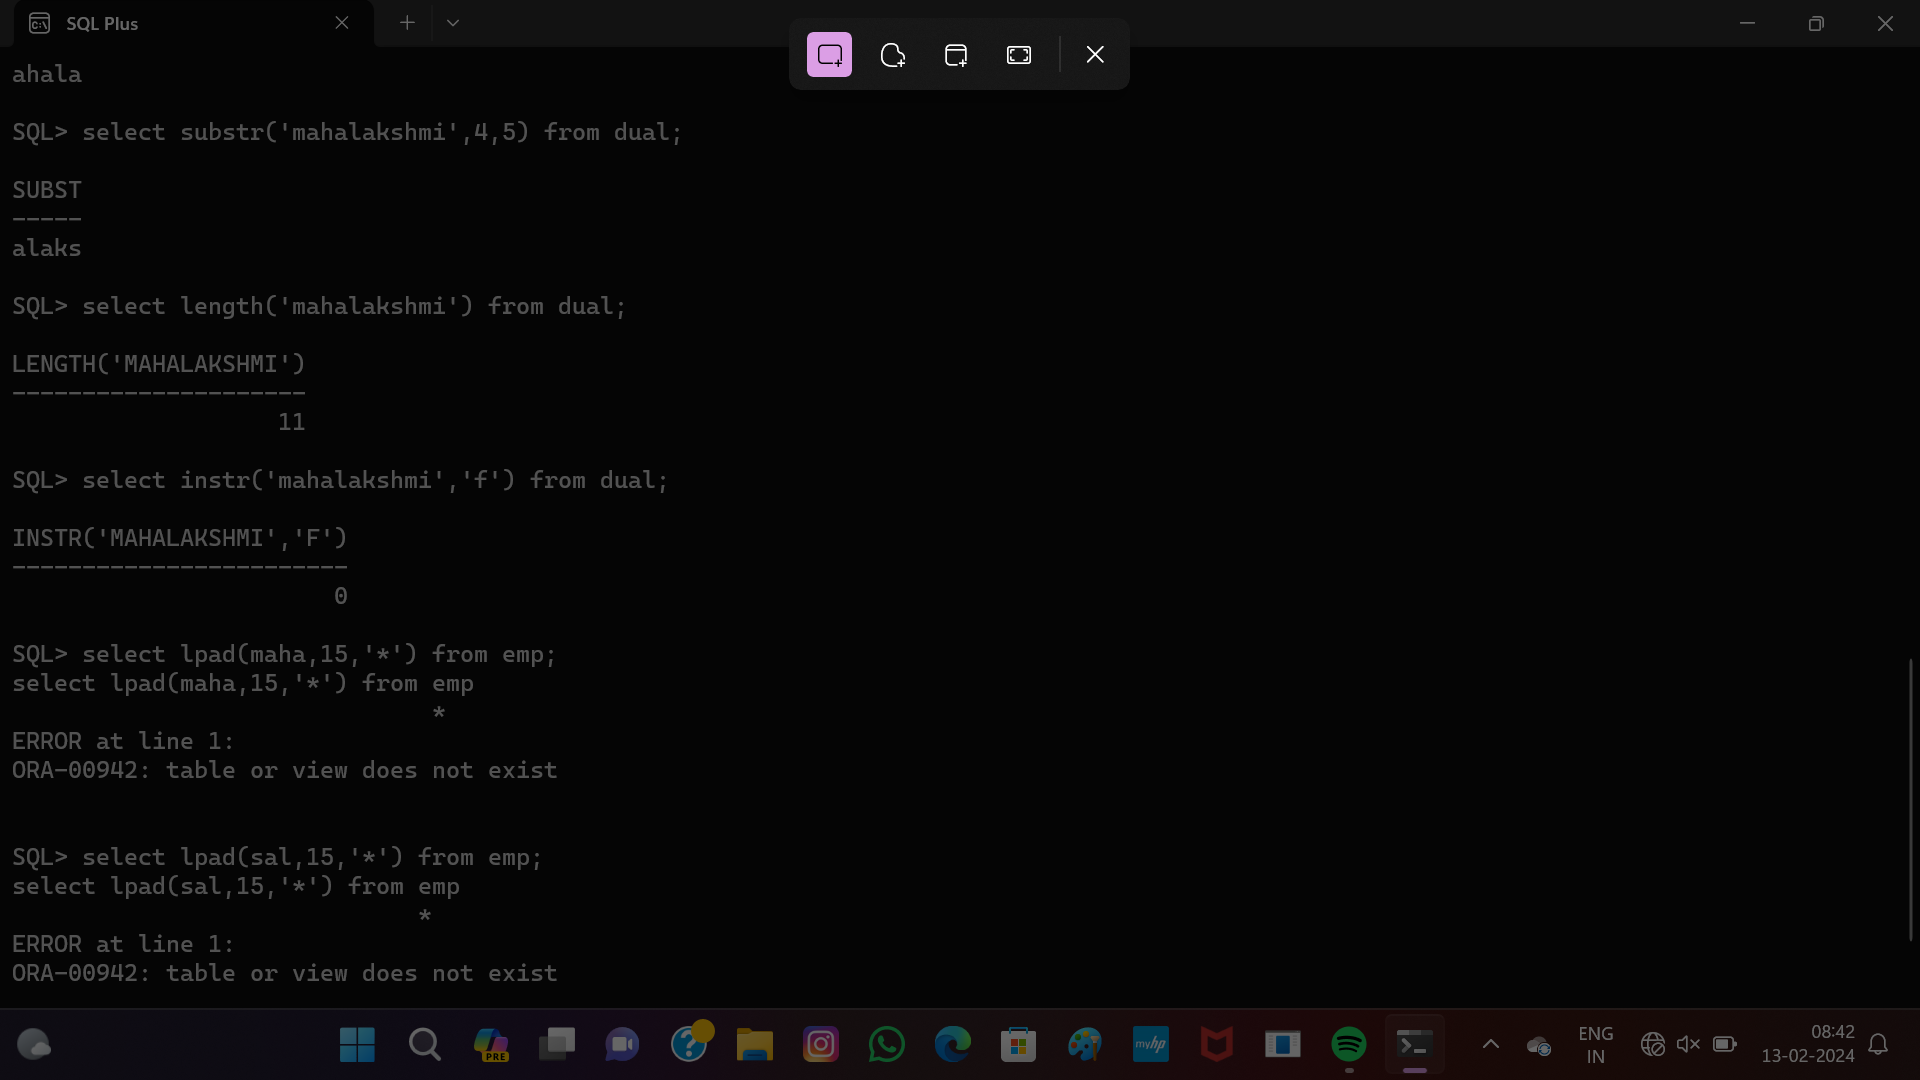 SQL Plus
ahala
SQL> select substr('mahalakshmi',4,5) from dual;
SUBST
-----
alaks
SQL> select length('mahalakshmi') from dual;
LENGTH('MAHALAKSHMI')
---------------------
11
SQL> select instr('mahalakshmi','f') from dual;
INSTR('MAHALAKSHMI','F')
------------------------
0
SQL> select lpad(maha,15,'*') from emp;
select lpad(maha,15,'*') from emp
*
ERROR at line 1:
ORA-00942: table or view does not exist
SQL> select lpad(sal,15,'*') from emp;
select lpad(sal,15,'*') from emp
*
ERROR at line 1:
ORA-00942: table or view does not exist
PRE
myhp
ENG
IN
08:42
13-02-2024